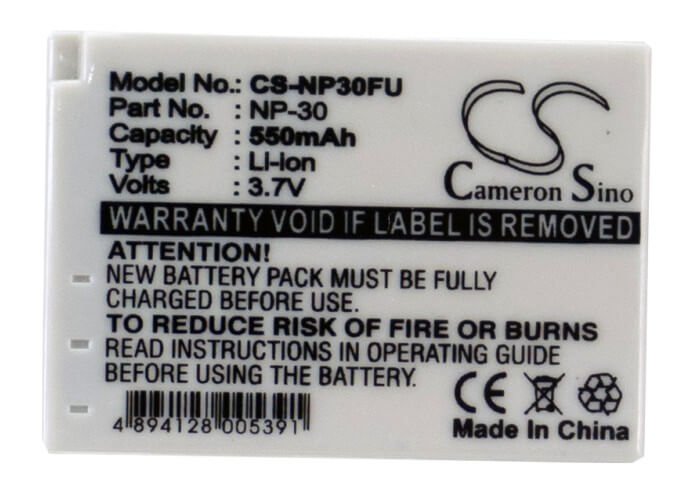 Model No.: CS-NP30FU
Part No. : NP-30
Capacity : 550mAh
Type : Li-ion
Volts : 3.7V
CS
Cameron Sino
WARRANTY VOID IF LABEL IS REMOVED
ATTENTION!
NEW BATTERY PACK MUST BE FULLY
CHARGED BEFORE USE.
TO REDUCE RISK OF FIRE OR BURNS
READ INSTRUCTIONS IN OPERATING GUIDE
BEFORE USING THE BATTERY.
CE
4 894128 005391
Made In China